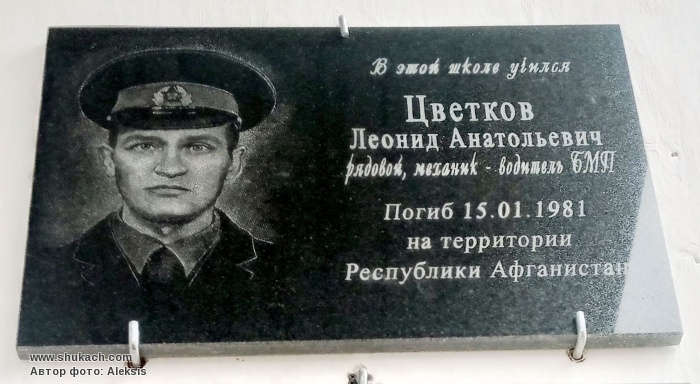 В этой школе учился
Цветков
Леонид Анатольевич
рядовой, механик - водитель БМП
Погиб 15.01.1981
на территории
Республики Афганистан
www.shukach.com
Автор фото: Aleksis